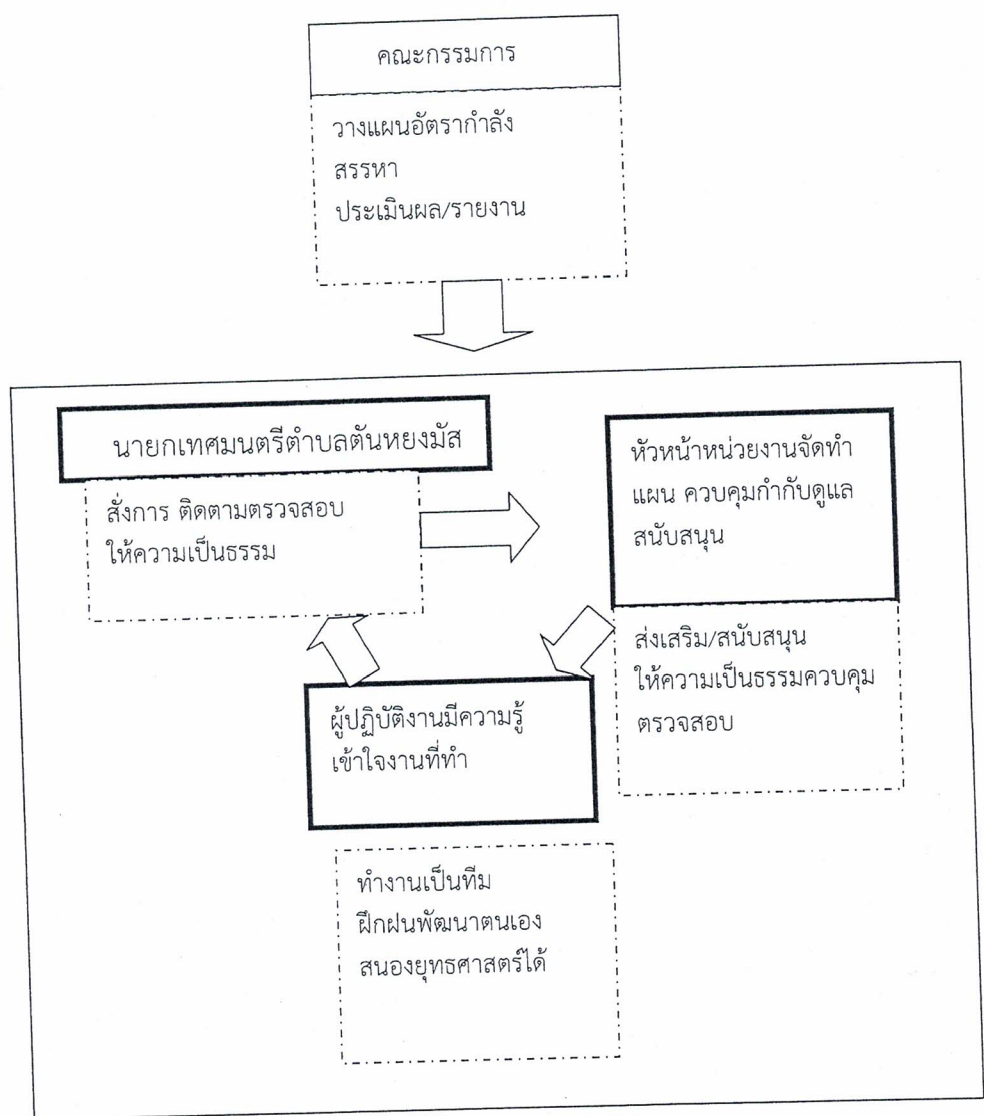 คณะกรรมการ
วางแผนอัตรากำลัง
สรรหา
ประเมินผล/รายงาน
นายกเทศมนตรีตำบลตันหยงมัส
สั่งการ ติดตามตรวจสอบ
ให้ความเป็นธรรม
หัวหน้าหน่วยงานจัดทำ
แผน ควบคุมกำกับดูแล
สนับสนุน
ส่งเสริม/สนับสนุน
ให้ความเป็นธรรมควบคุม
ตรวจสอบ
ผู้ปฏิบัติงานมีความรู้
เข้าใจงานที่ทำ
ทำงานเป็นทีม
ฝึกฝนพัฒนาตนเอง
สนองยุทธศาสตร์ได้